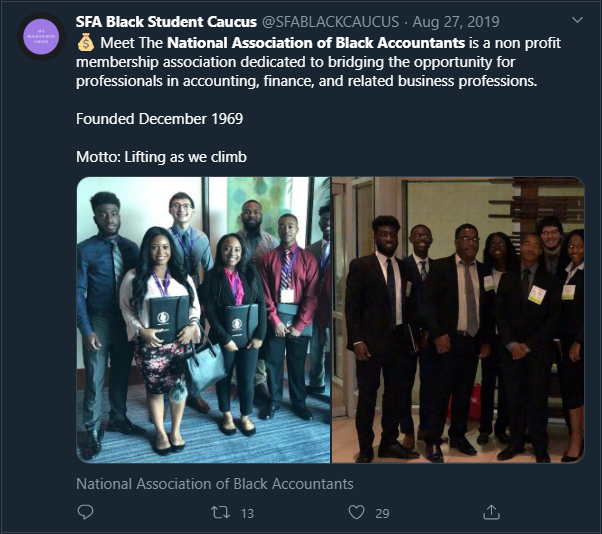 SFA Black Student Caucus @SFABLACKCAUCUS · Aug 27, 2019
💰 Meet The National Association of Black Accountants is a non profit
membership association dedicated to bridging the opportunity for
professionals in accounting, finance, and related business professions.
Founded December 1969
Motto: Lifting as we climb
National Association of Black Accountants
13
29